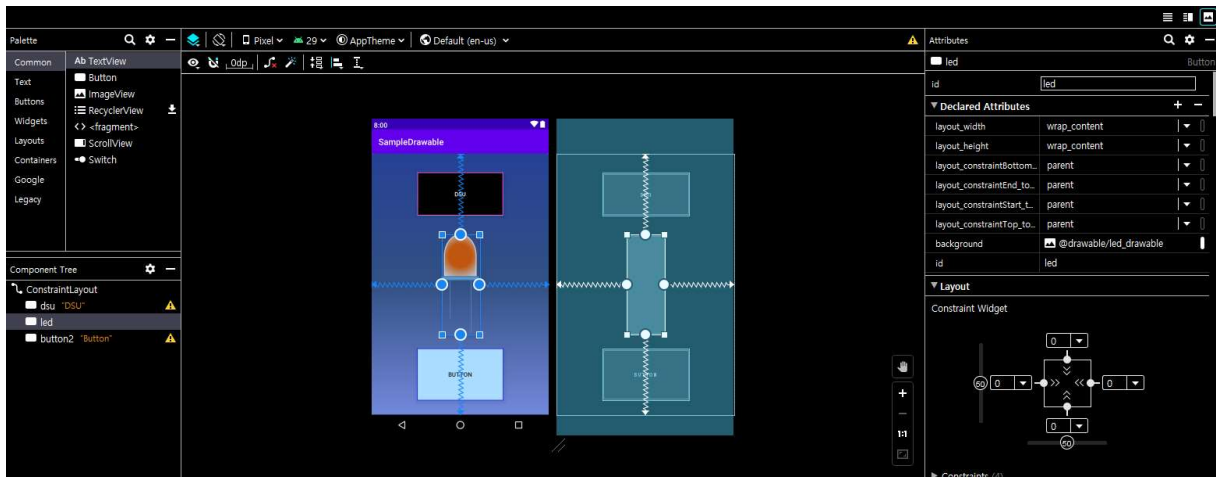 Palette
Pixel
29
AppTheme
Default (en-us)
Attributes
Common
Ab TextView
0dp
led
Button
Text
Button
id
led
Buttons
ImageView
Declared Attributes
Widgets
RecyclerView
layout_width
wrap_content
Layouts
<fragment>
layout_height
wrap_content
Containers
ScrollView
layout_constraintBottom...
parent
Google
Switch
layout_constraintEnd_to...
parent
Legacy
layout_constraintStart_t...
parent
layout_constraintTop_to...
parent
background
@drawable/led_drawable
id
led
8:00
SampleDrawable
DSU
BUTTON
Component Tree
ConstraintLayout
dsu "DSU"
led
button2 "Button"
1:1
Layout
Constraint Widget
0
50
0
0
0
50
Constraints (4)